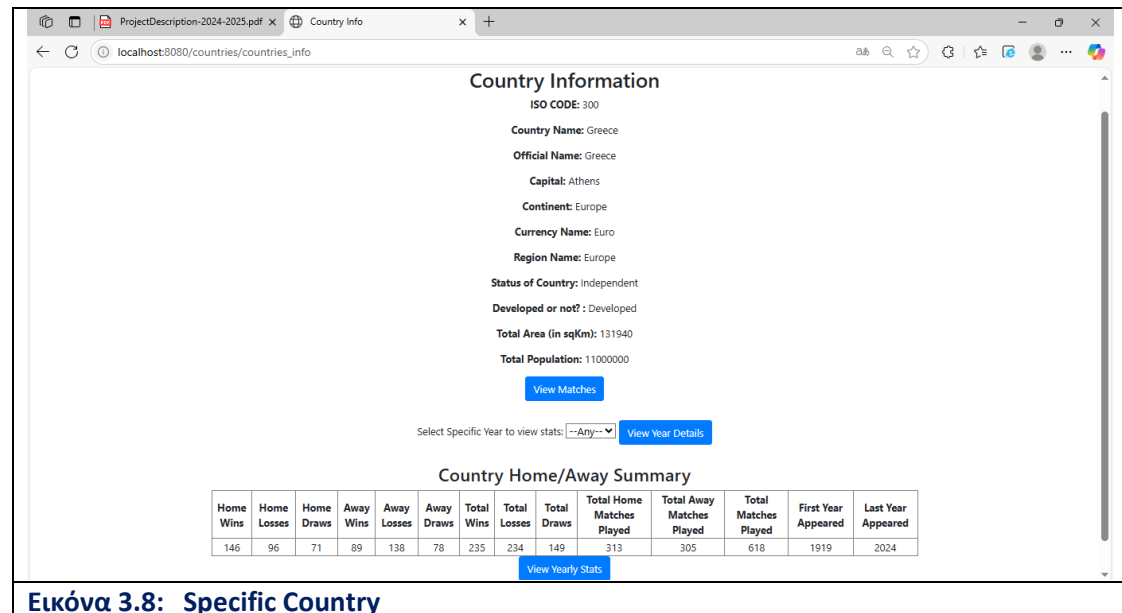 ProjectDescription-2024-2025.pdf
Country Info
localhost:8080/countries/countries_info
Country Information
ISO CODE: 300
Country Name: Greece
Official Name: Greece
Capital: Athens
Continent: Europe
Currency Name: Euro
Region Name: Europe
Status of Country: Independent
Developed or not? : Developed
Total Area (in sqKm): 131940
Total Population: 11000000
View Matches
Select Specific Year to view stats: --Any-- View Year Details
Country Home/Away Summary
Home Wins Home Losses Home Draws Away Wins Away Losses Away Draws Total Wins Total Losses Total Draws Total Home Matches Played Total Away Matches Played Total Matches Played First Year Appeared Last Year Appeared
146 96 71 89 138 78 235 234 149 313 305 618 1919 2024
View Yearly Stats
Εικόνα 3.8: Specific Country